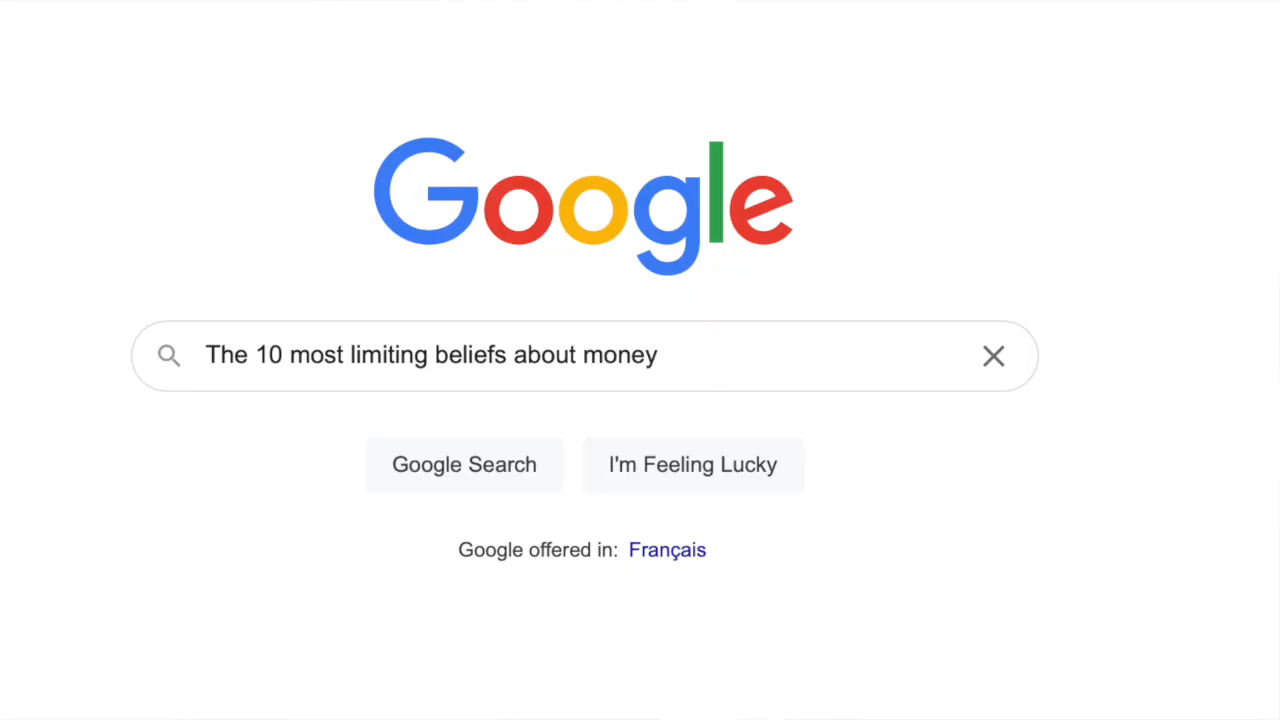 Google
The 10 most limiting beliefs about money
Google Search
I'm Feeling Lucky
Google offered in: Français